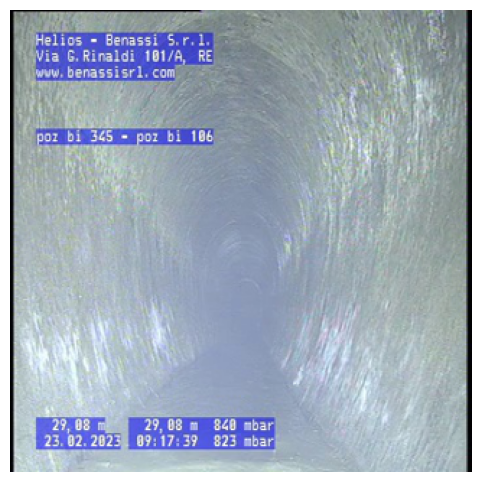 Helios - Benassi S.r.l.
Via G.Rinaldi 101/A, RE
www.benassisrl.com
poz bi 345 - poz bi 106
29,08 m 29,08 m 840 mbar
23.02.2023 09:17:39 823 mbar